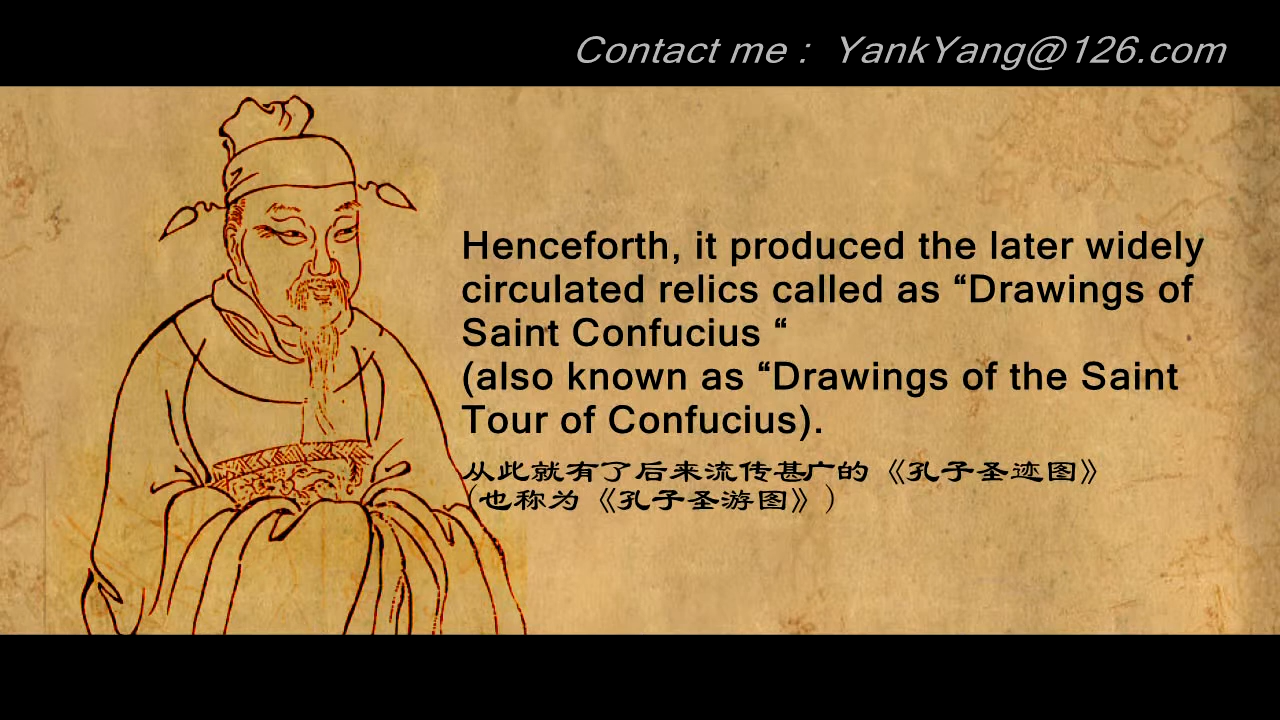 Contact me :  YankYang@126.com
Henceforth, it produced the later widely
circulated relics called as “Drawings of
Saint Confucius “
(also known as “Drawings of the Saint
Tour of Confucius).
从此就有了后来流传甚广的《孔子圣迹图》
(也称为《孔子圣游图》)